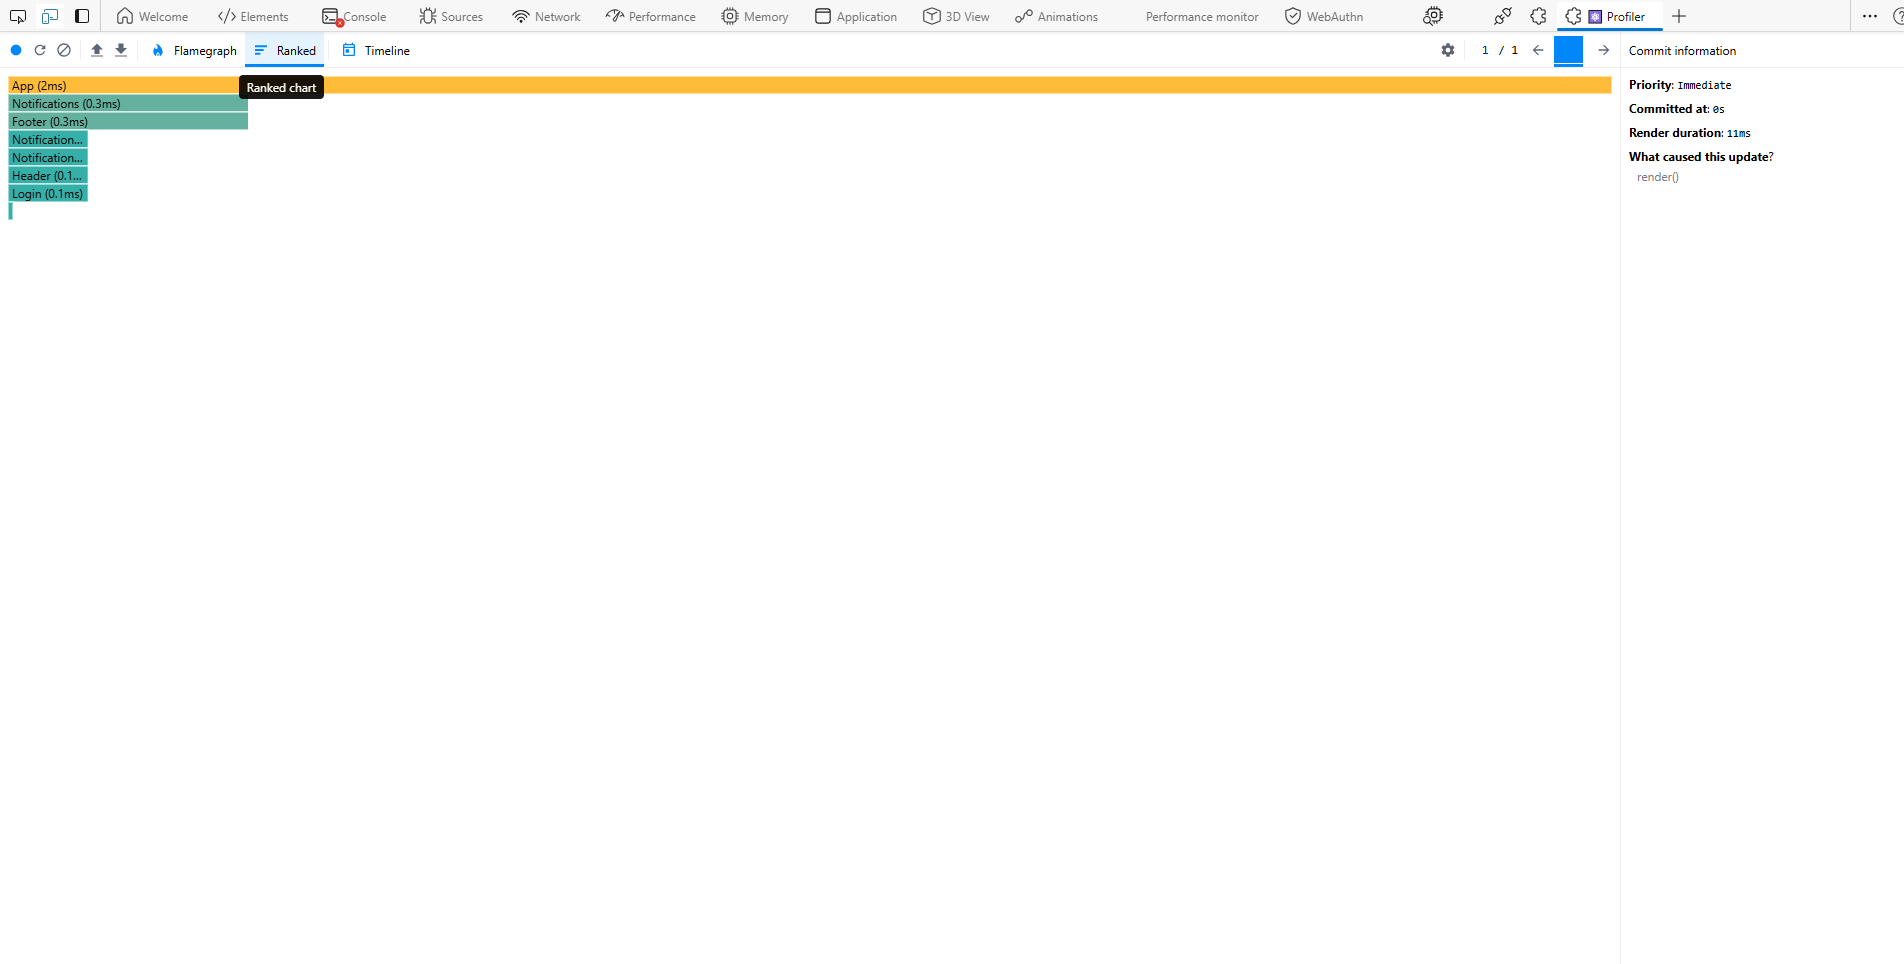 Welcome Elements Console Sources Network Performance Memory Application 3D View Animations Performance monitor WebAuthn Profiler
Flamegraph Ranked Timeline 1 / 1 Commit information
Ranked chart
App (2ms)
Notifications (0.3ms)
Footer (0.3ms)
Notification...
Notification...
Header (0.1...
Login (0.1ms)
Priority: Immediate
Committed at: 0s
Render duration: 11ms
What caused this update?
render()